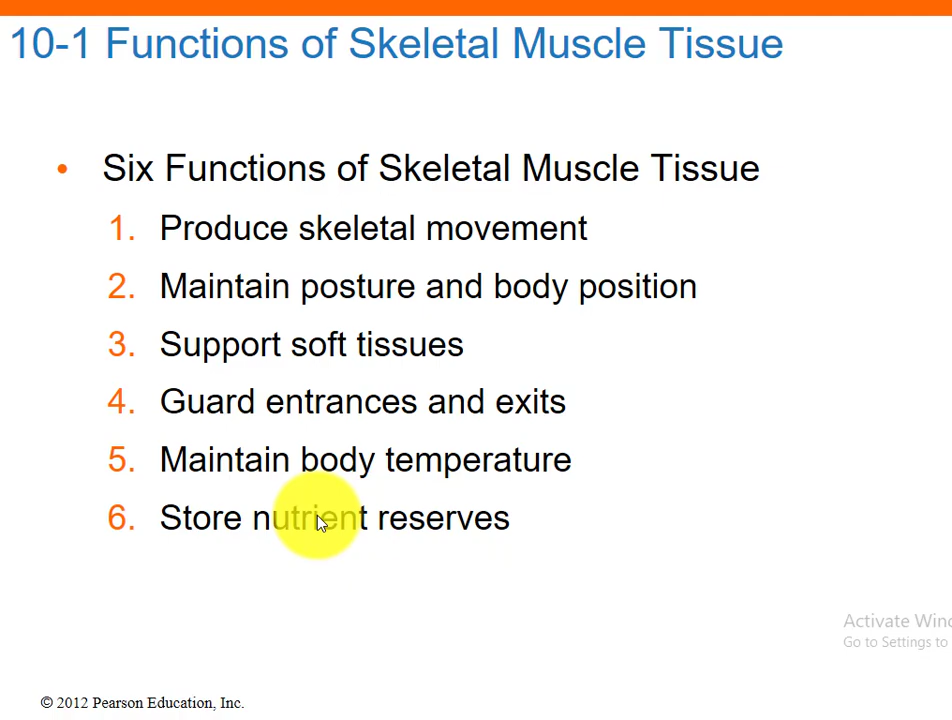 10-1 Functions of Skeletal Muscle Tissue
• Six Functions of Skeletal Muscle Tissue
1. Produce skeletal movement
2. Maintain posture and body position
3. Support soft tissues
4. Guard entrances and exits
5. Maintain body temperature
6. Store nutrient reserves
Activate Wind
Go to Settings to
© 2012 Pearson Education, Inc.